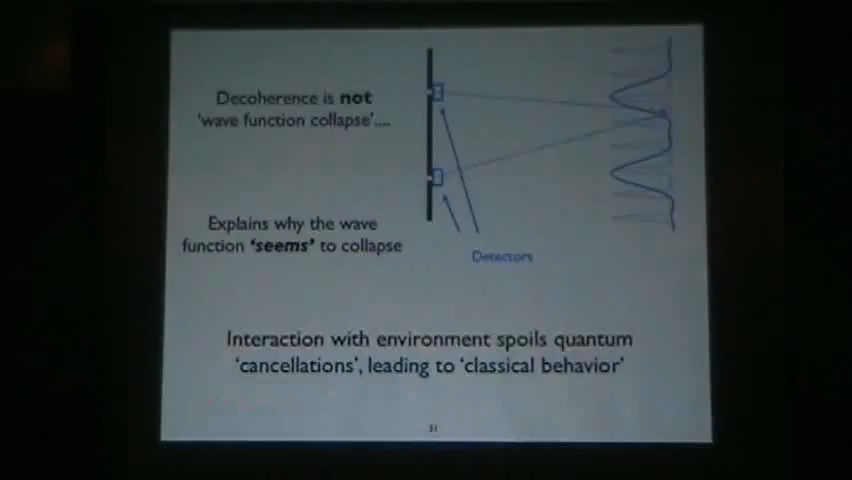 Decoherence is not
'wave function collapse'....
Explains why the wave
function 'seems' to collapse
Detectors
Interaction with environment spoils quantum
'cancellations', leading to 'classical behavior'